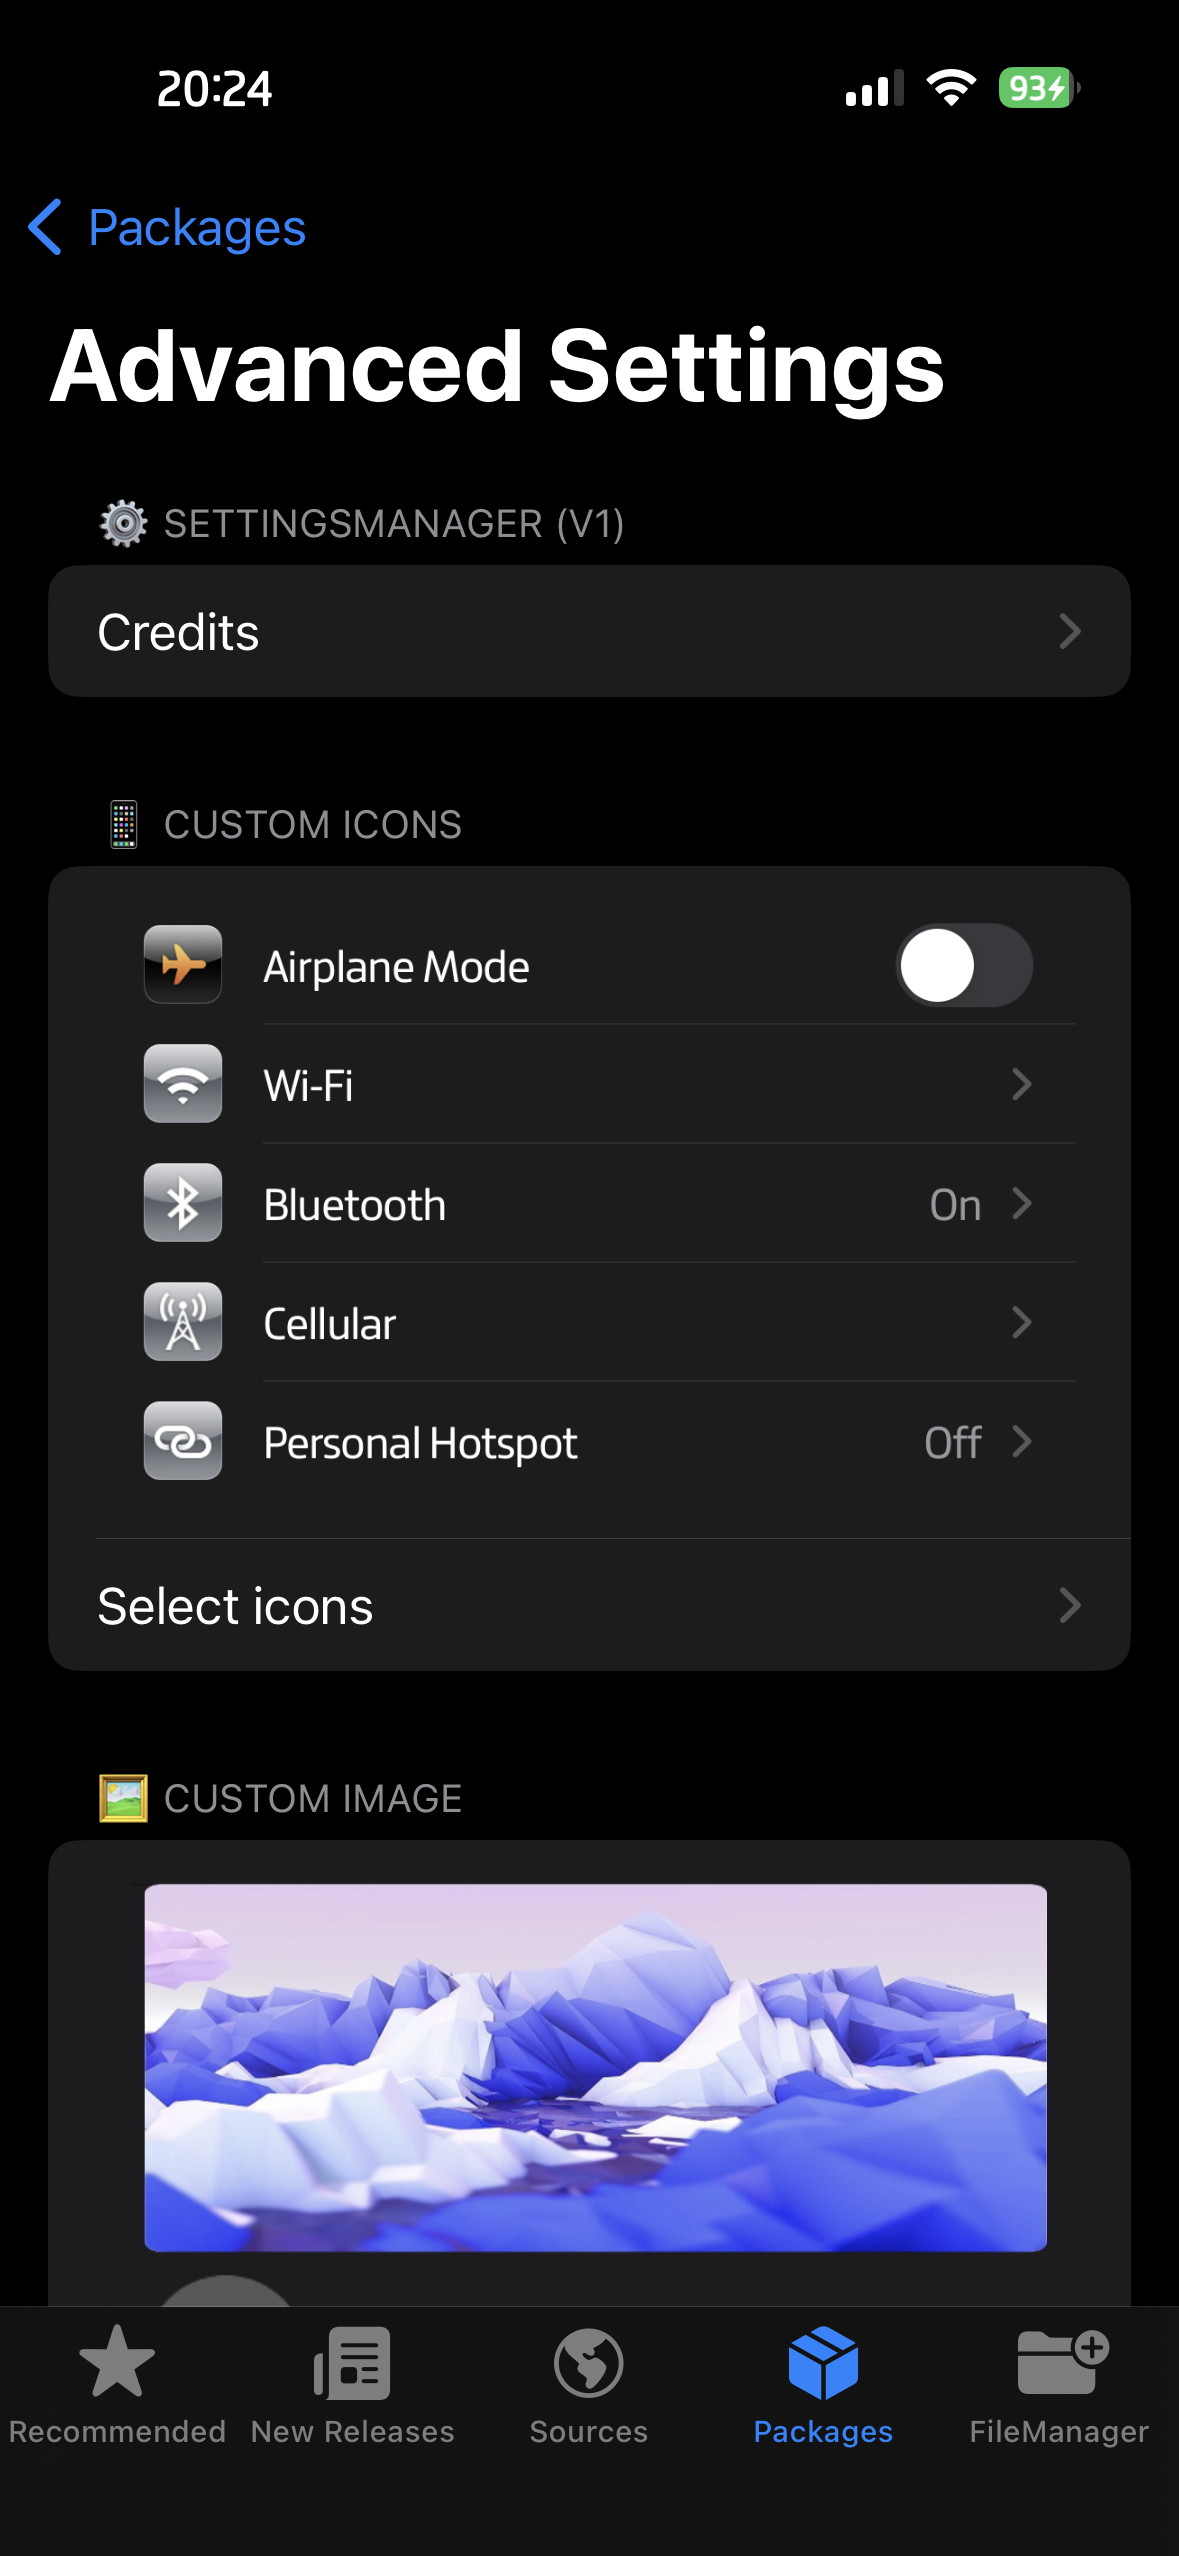 20:24
93
Packages
Advanced Settings
SETTINGSMANAGER (V1)
Credits
CUSTOM ICONS
Airplane Mode
Wi-Fi
Bluetooth On
Cellular
Personal Hotspot Off
Select icons
CUSTOM IMAGE
Recommended New Releases Sources Packages FileManager